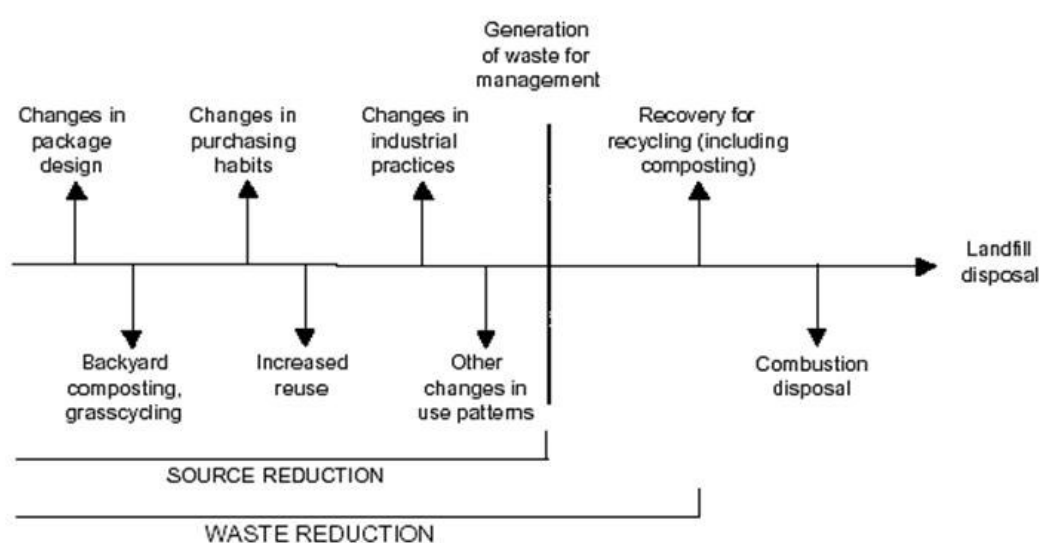 Generation
of waste for
management
Changes in
package
design
Changes in
purchasing
habits
Changes in
industrial
practices
Recovery for
recycling (including
composting)
Landfill
disposal
Backyard
composting,
grasscycling
Increased
reuse
Other
changes in
use patterns
Combustion
disposal
SOURCE REDUCTION
WASTE REDUCTION